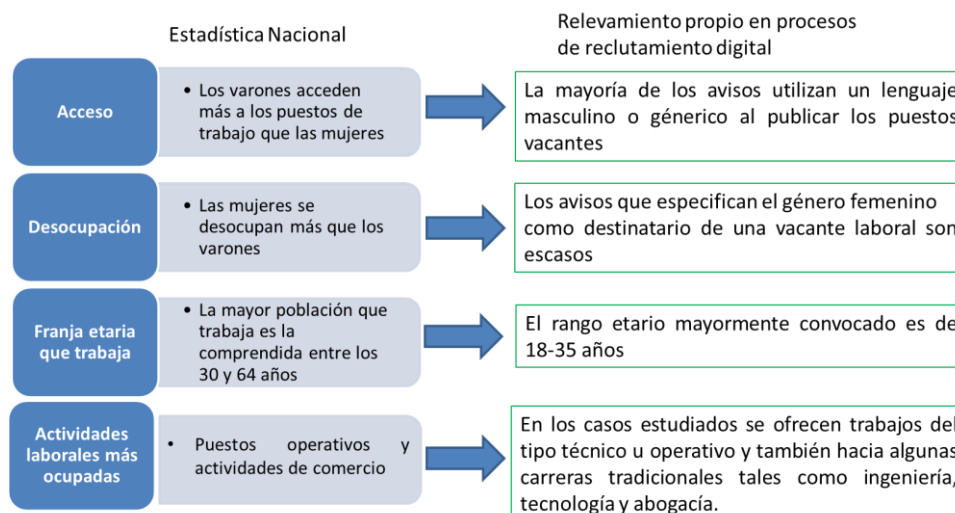 Estadística Nacional
Relevamiento propio en procesos
de reclutamiento digital
Acceso
• Los varones acceden
más a los puestos de
trabajo que las mujeres
La mayoría de los avisos utilizan un lenguaje
masculino o génerico al publicar los puestos
vacantes
Desocupación
• Las mujeres se
desocupan más que los
varones
Los avisos que especifican el género femenino
como destinatario de una vacante laboral son
escasos
Franja etaria
que trabaja
• La mayor población que
trabaja es la
comprendida entre los
30 y 64 años
El rango etario mayormente convocado es de
18-35 años
Actividades
laborales más
ocupadas
• Puestos operativos y
actividades de comercio
En los casos estudiados se ofrecen trabajos del
tipo técnico u operativo y también hacia algunas
carreras tradicionales tales como ingeniería,
tecnología y abogacía.